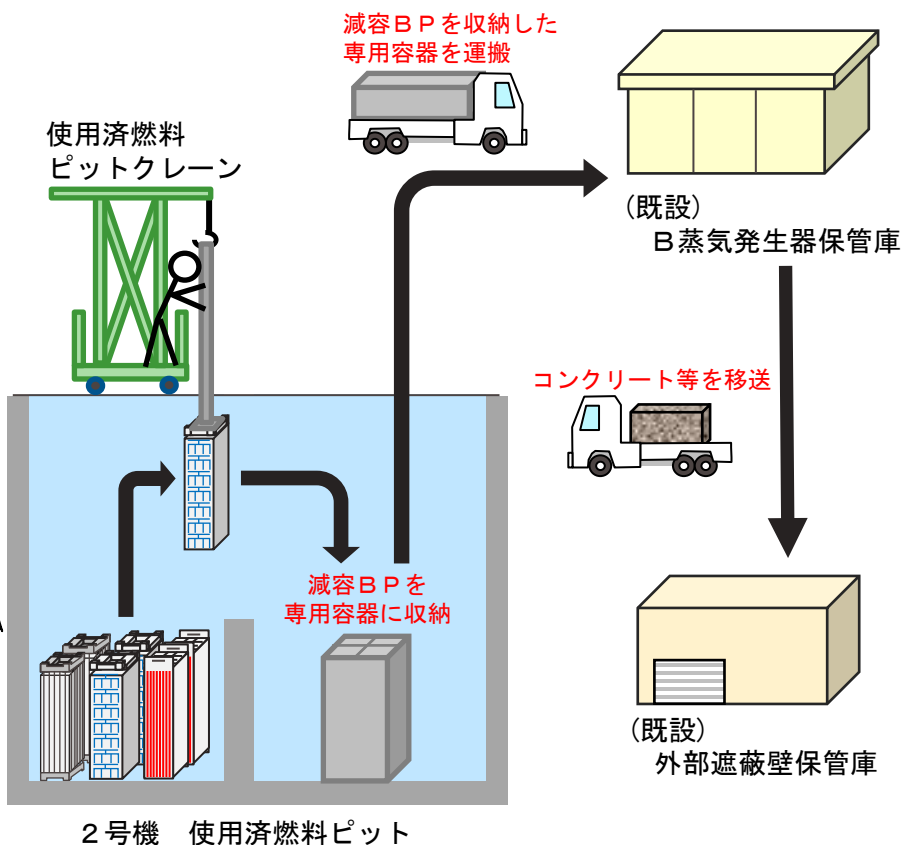 減容ＢＰを収納した
専用容器を運搬
使用済燃料
ピットクレーン
(既設)
Ｂ蒸気発生器保管庫
コンクリート等を移送
減容ＢＰを
専用容器に収納
(既設)
外部遮蔽壁保管庫
２号機　使用済燃料ピット